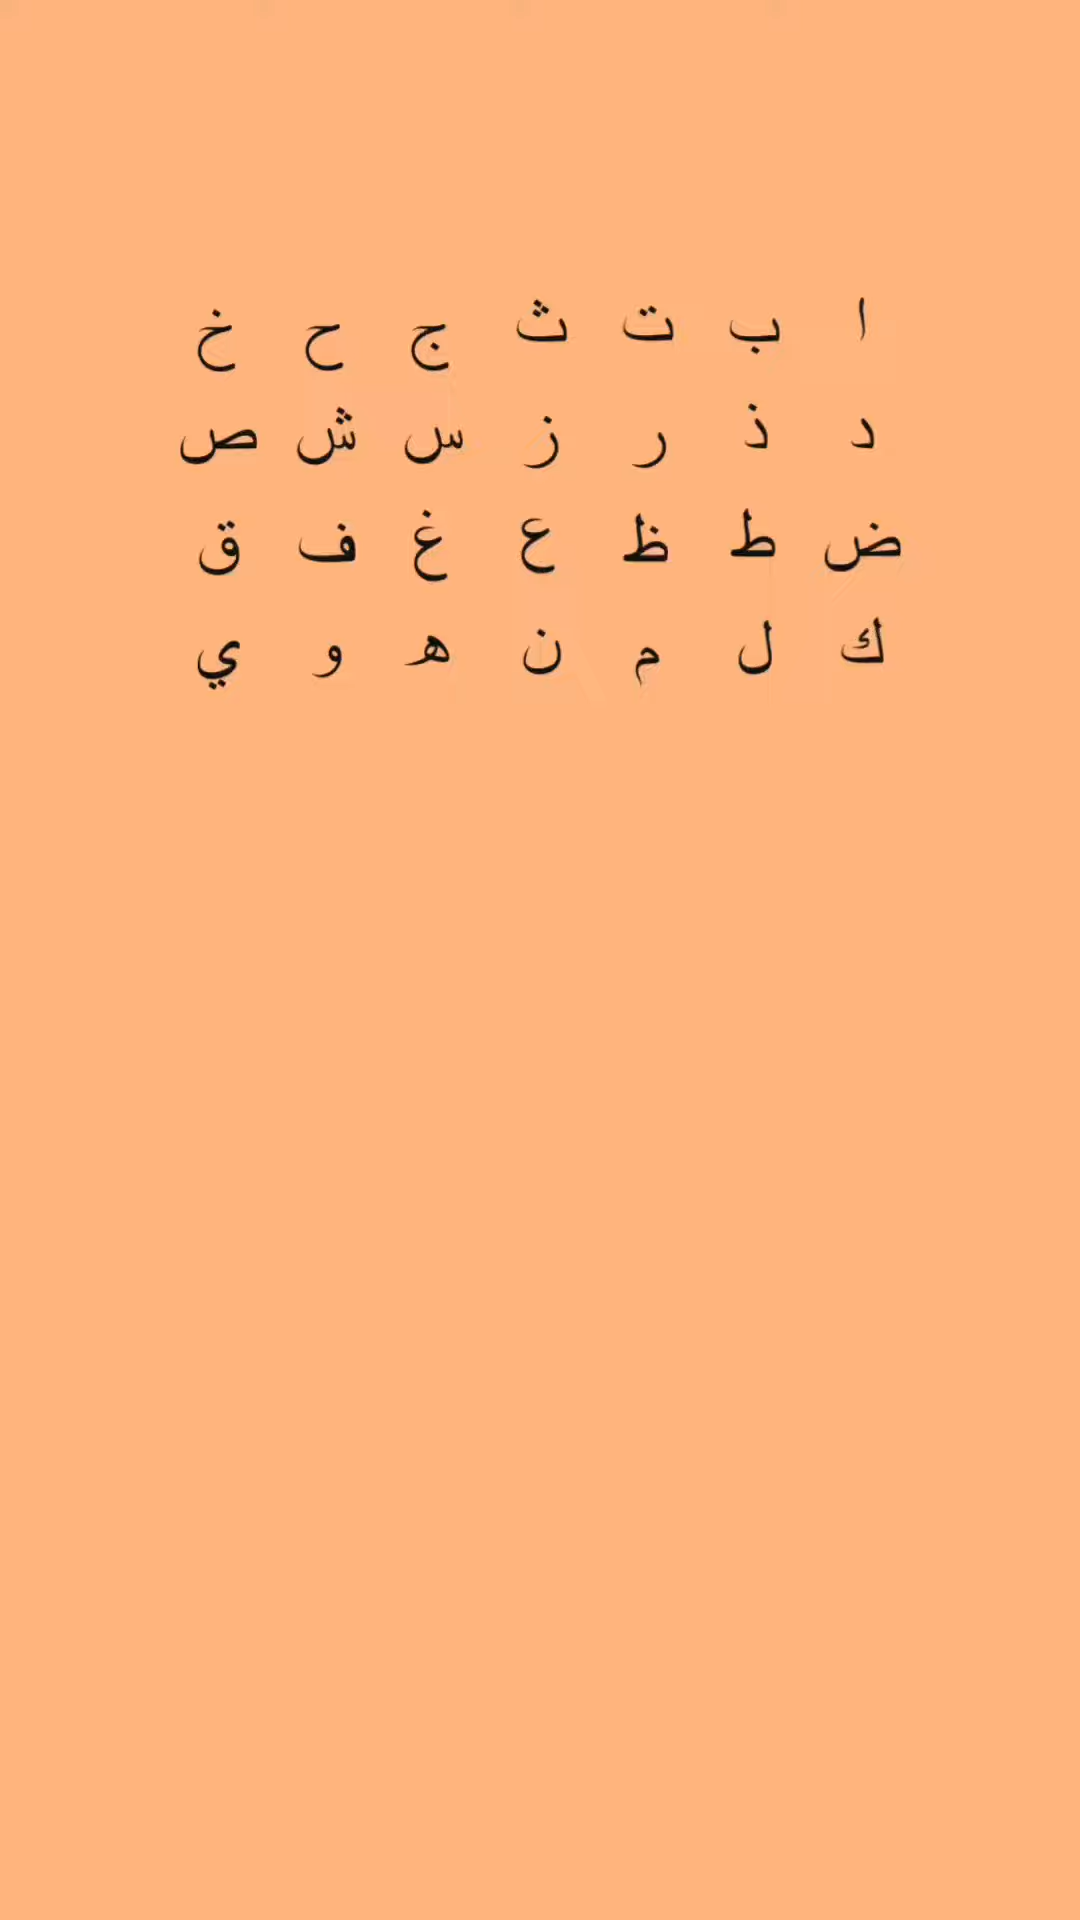 ا ب ت ث ج ح خ
د ذ ر ز س ش ص
ض ط ظ ع غ ف ق
ك ل م ن ه و ي